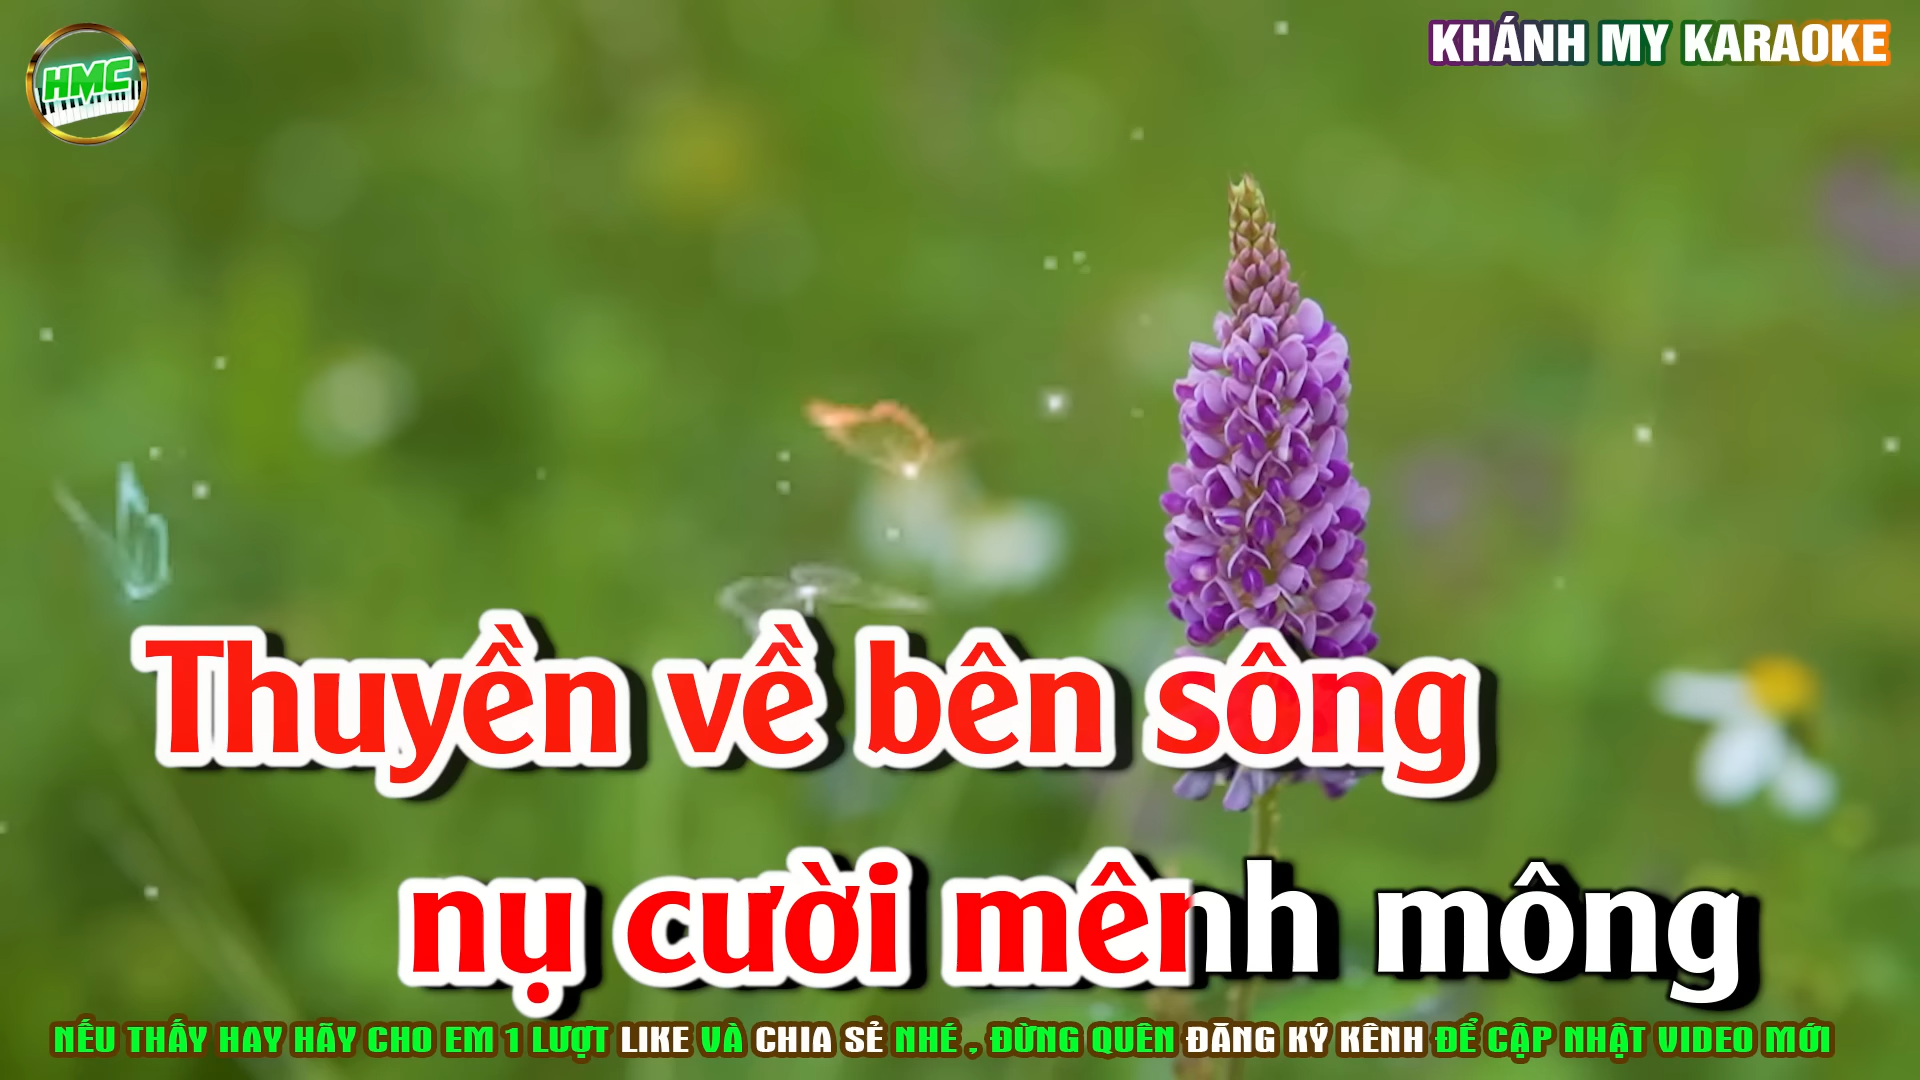 HMC
KHÁNH MY KARAOKE
Thuyền về bên sông
nụ cười mênh mông
NẾU THẤY HAY HÃY CHO EM 1 LƯỢT LIKE VÀ CHIA SẺ NHÉ , ĐỪNG QUÊN ĐĂNG KÝ KÊNH ĐỂ CẬP NHẬT VIDEO MỚI